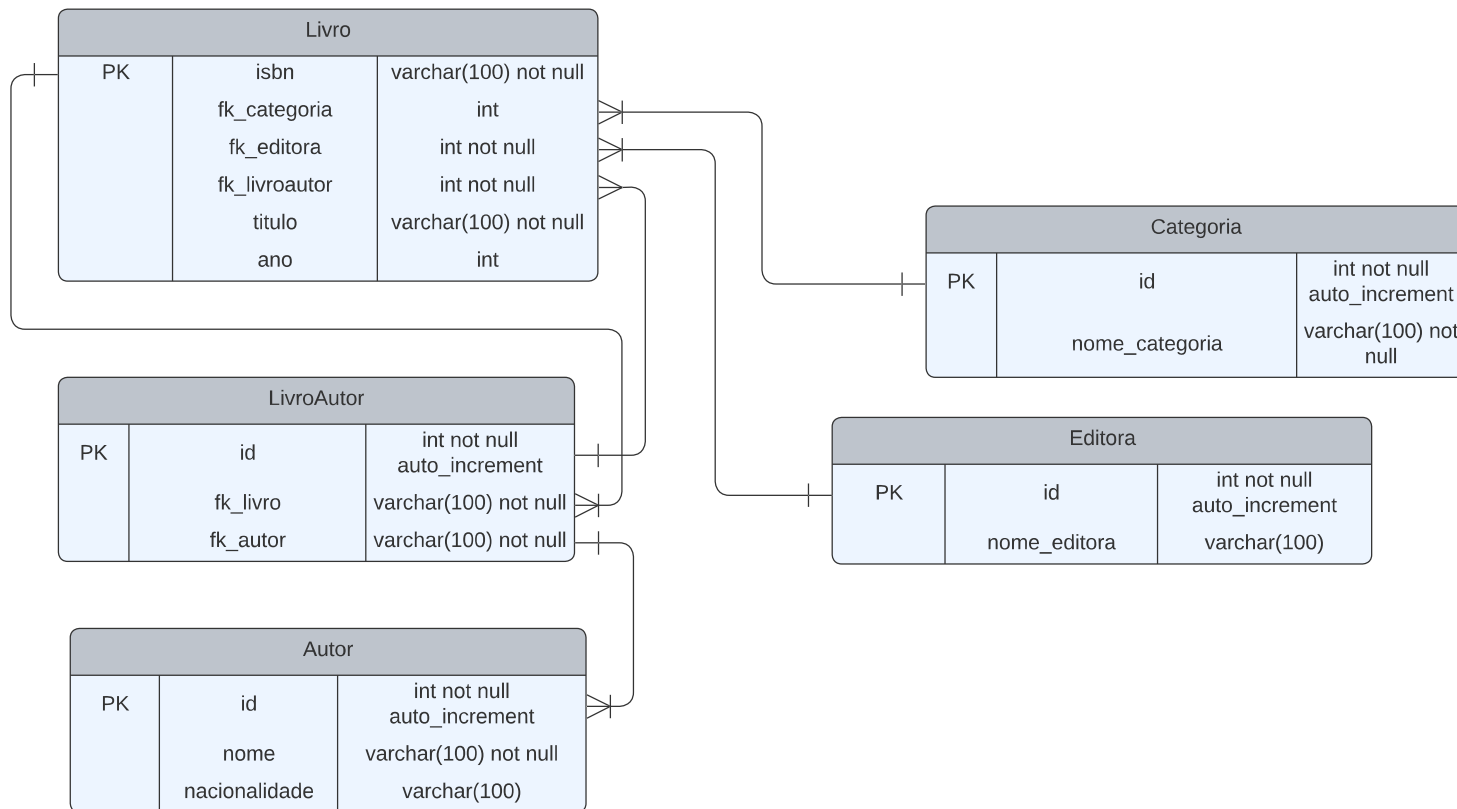 Livro
PK isbn varchar(100) not null
fk_categoria int
fk_editora int not null
fk_livroautor int not null
titulo varchar(100) not null
ano int
Categoria
PK id int not null
auto_increment
nome_categoria varchar(100) not
null
LivroAutor
PK id int not null
auto_increment
fk_livro varchar(100) not null
fk_autor varchar(100) not null
Editora
PK id int not null
auto_increment
nome_editora varchar(100)
Autor
PK id int not null
auto_increment
nome varchar(100) not null
nacionalidade varchar(100)